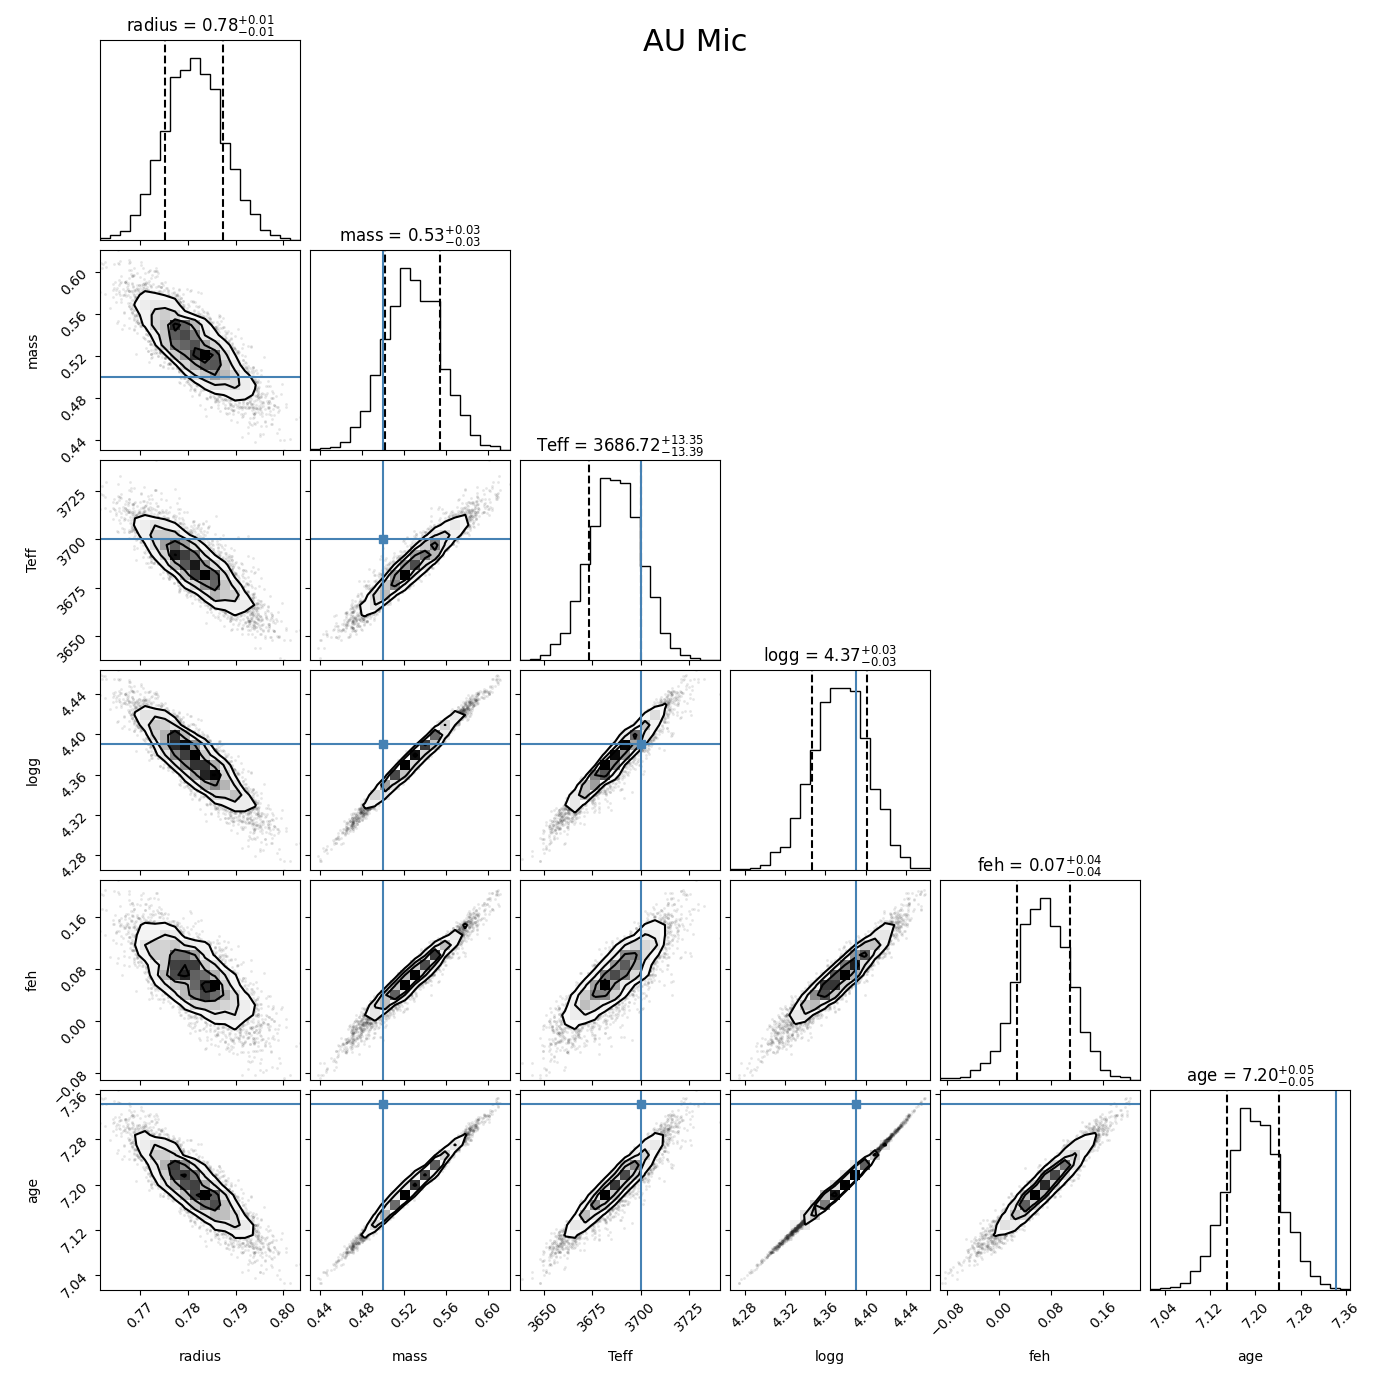 AU Mic
radius = 0.78 +0.01 −0.01
mass = 0.53 +0.03 −0.03
mass
0.60
0.56
0.52
0.48
0.44
Teff = 3686.72 +13.35 −13.39
Teff
3725
3700
3675
3650
logg = 4.37 +0.03 −0.03
logg
4.44
4.40
4.36
4.32
4.28
feh = 0.07 +0.04 −0.04
feh
0.16
0.08
0.00
−0.08
age = 7.20 +0.05 −0.05
age
7.36
7.28
7.20
7.12
7.04
0.77 0.78 0.79 0.80
0.44 0.48 0.52 0.56 0.60
3650 3675 3700 3725
4.28 4.32 4.36 4.40 4.44
−0.08 0.00 0.08 0.16
7.04 7.12 7.20 7.28 7.36
radius mass Teff logg feh age